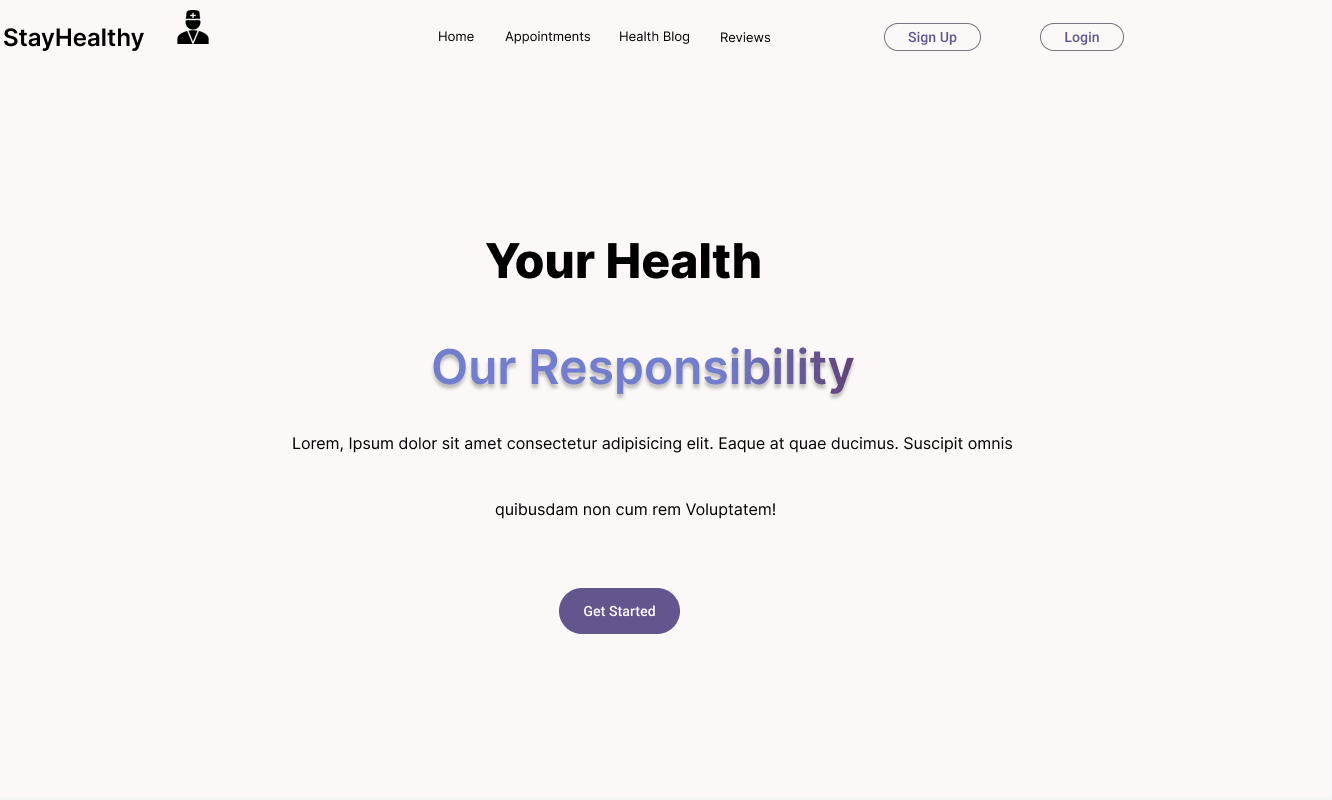 StayHealthy
Home Appointments Health Blog Reviews
Sign Up Login
Your Health
Our Responsibility
Lorem, Ipsum dolor sit amet consectetur adipisicing elit. Eaque at quae ducimus. Suscipit omnis
quibusdam non cum rem Voluptatem!
Get Started